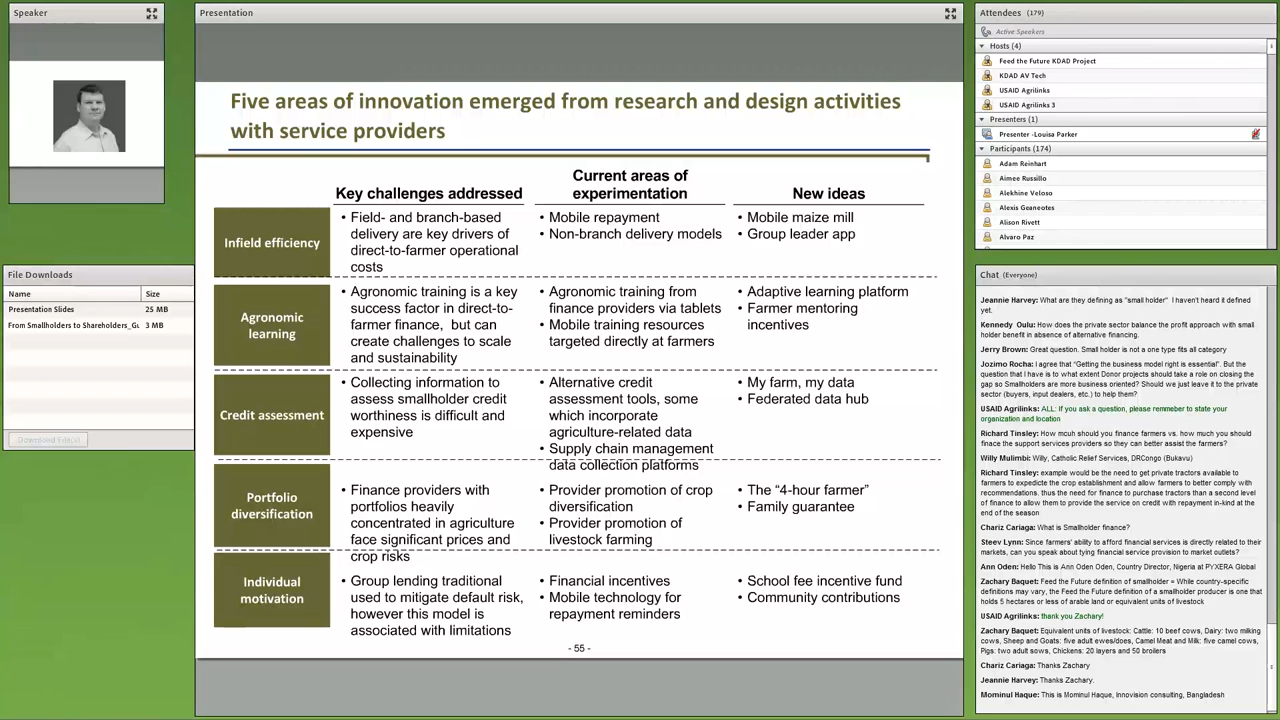 Speaker
Presentation
Five areas of innovation emerged from research and design activities
with service providers
Key challenges addressed
Current areas of
experimentation
New ideas
Infield efficiency
• Field- and branch-based
delivery are key drivers of
direct-to-farmer operational
costs
• Mobile repayment
• Non-branch delivery models
• Mobile maize mill
• Group leader app
Agronomic
learning
• Agronomic training is a key
success factor in direct-to-
farmer finance, but can
create challenges to scale
and sustainability
• Agronomic training from
finance providers via tablets
• Mobile training resources
targeted directly at farmers
• Adaptive learning platform
• Farmer mentoring
incentives
Credit assessment
• Collecting information to
assess smallholder credit
worthiness is difficult and
expensive
• Alternative credit
assessment tools, some
which incorporate
agriculture-related data
• Supply chain management
data collection platforms
• My farm, my data
• Federated data hub
Portfolio
diversification
• Finance providers with
portfolios heavily
concentrated in agriculture
face significant prices and
crop risks
• Provider promotion of crop
diversification
• Provider promotion of
livestock farming
• The “4-hour farmer”
• Family guarantee
Individual
motivation
• Group lending traditional
used to mitigate default risk,
however this model is
associated with limitations
• Financial incentives
• Mobile technology for
repayment reminders
• School fee incentive fund
• Community contributions
- 55 -
File Downloads
Name Size
Presentation Slides 25 MB
From Smallholders to Shareholders_Gu 3 MB
Download File(s)
Attendees (179)
Active Speakers
Hosts (4)
Feed the Future KDAD Project
KDAD AV Tech
USAID Agrilinks
USAID Agrilinks 3
Presenters (1)
Presenter -Louisa Parker
Participants (174)
Adam Reinhart
Aimee Russillo
Alekhine Veloso
Alexis Geaneotes
Alison Rivett
Alvaro Paz
Chat (Everyone)
Jeannie Harvey: What are they defining as "small holder" I haven't heard it defined
yet.
Kennedy Oulu: How does the private sector balance the profit approach with small
holder benefit in absence of alternative financing.
Jerry Brown: Great question. Small holder is not a one type fits all category
Jozimo Rocha: I agree that "Getting the business model right is essential". But the
question that I have is to what extent Donor projects should take a role on closing the
gap so Smallholders are more business oriented? Should we just leave it to the private
sector (buyers, input dealers, etc.) to help them?
USAID Agrilinks: ALL: If you ask a question, please remmeber to state your
organization and location
Richard Tinsley: How mcuh should you finance farmers vs. how much you should
finace the support services providers so they can better assist the farmers?
Willy Mulimbi: Willy, Catholic Relief Services, DRCongo (Bukavu)
Richard Tinsley: example would be the need to get private tractors available to
farmers to expedicte the crop establishment and allow farmers to better comply with
recommendations. thus the need for finance to purchase tractors than a second level
of finance to allow them to provide the service on credit with repayment in-kind at the
end of the season
Chariz Cariaga: What is Smallholder finance?
Steev Lynn: Since farmers' ability to afford financial services is directly related to their
markets, can you speak about tying financial service provision to market outlets?
Ann Oden: Hello This is Ann Oden Oden, Country Director, Nigeria at PYXERA Global
Zachary Baquet: Feed the Future definition of smallholder = While country-specific
definitions may vary, the Feed the Future definition of a smallholder producer is one that
holds 5 hectares or less of arable land or equivalent units of livestock
USAID Agrilinks: thank you Zachary!
Zachary Baquet: Equivalent units of livestock: Cattle: 10 beef cows, Dairy: two milking
cows, Sheep and Goats: five adult ewes/does, Camel Meat and Milk: five camel cows,
Pigs: two adult sows, Chickens: 20 layers and 50 broilers
Chariz Cariaga: Thanks Zachary
Jeannie Harvey: Thanks Zachary.
Mominul Haque: This is Mominul Haque, Innovision consulting, Bangladesh